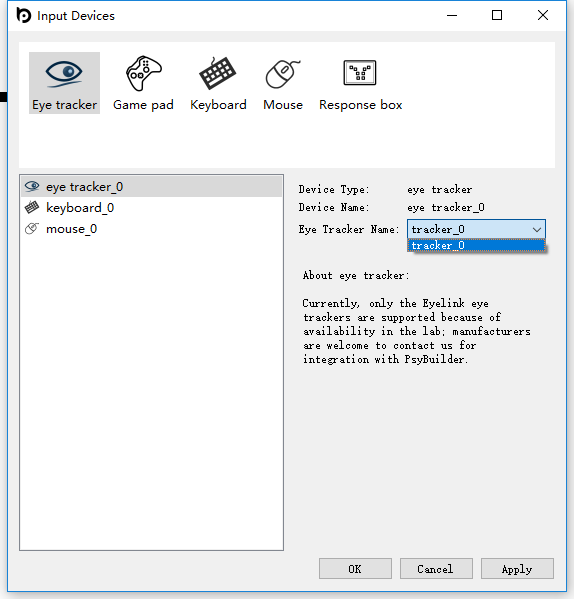 Input Devices
Eye tracker
Game pad
Keyboard
Mouse
Response box
eye tracker_0
keyboard_0
mouse_0
Device Type: eye tracker
Device Name: eye tracker_0
Eye Tracker Name: tracker_0
tracker_0
About eye tracker:
Currently, only the Eyelink eye
trackers are supported because of
availability in the lab; manufacturers
are welcome to contact us for
integration with PsyBuilder.
OK
Cancel
Apply